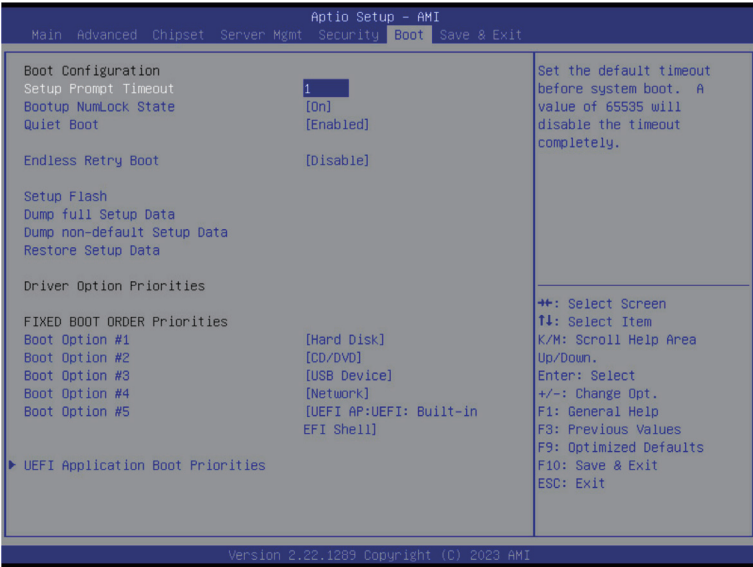 Aptio Setup - AMI
Main Advanced Chipset Server Mgmt Security Boot Save & Exit
Boot Configuration
Setup Prompt Timeout 1
Bootup NumLock State [On]
Quiet Boot [Enabled]
Endless Retry Boot [Disable]
Setup Flash
Dump full Setup Data
Dump non-default Setup Data
Restore Setup Data
Driver Option Priorities
FIXED BOOT ORDER Priorities
Boot Option #1 [Hard Disk]
Boot Option #2 [CD/DVD]
Boot Option #3 [USB Device]
Boot Option #4 [Network]
Boot Option #5 [UEFI AP:UEFI: Built-in
EFI Shell]
UEFI Application Boot Priorities
Set the default timeout
before system boot. A
value of 65535 will
disable the timeout
completely.
→←: Select Screen
↑↓: Select Item
K/M: Scroll Help Area
Up/Down.
Enter: Select
+/-: Change Opt.
F1: General Help
F3: Previous Values
F9: Optimized Defaults
F10: Save & Exit
ESC: Exit
Version 2.22.1289 Copyright (C) 2023 AMI